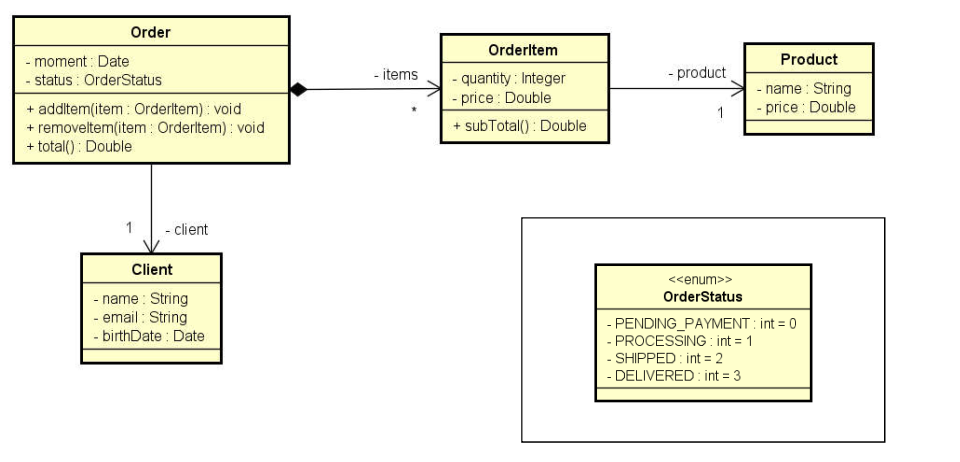 Order
- moment : Date
- status : OrderStatus
+ addItem(item : OrderItem) : void
+ removeItem(item : OrderItem) : void
+ total() : Double
- items
*
OrderItem
- quantity : Integer
- price : Double
+ subTotal() : Double
- product
1
Product
- name : String
- price : Double
1
- client
Client
- name : String
- email : String
- birthDate : Date
<<enum>>
OrderStatus
- PENDING_PAYMENT : int = 0
- PROCESSING : int = 1
- SHIPPED : int = 2
- DELIVERED : int = 3